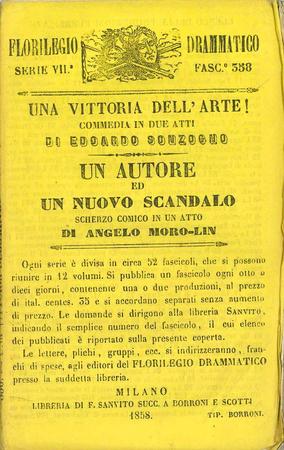 FLORILEGIO DRAMMATICO
SERIE VII.ª FASC.º 338
UNA VITTORIA DELL'ARTE!
COMMEDIA IN DUE ATTI
DI EDOARDO SONZOGNO
UN AUTORE
ED
UN NUOVO SCANDALO
SCHERZO COMICO IN UN ATTO
DI ANGELO MORO-LIN
Ogni serie è divisa in circa 52 fascicoli, che si possono
riunire in 12 volumi. Si pubblica un fascicolo ogni otto o
dieci giorni, contenente una o due produzioni, al prezzo
di ital. centes. 35 e si accordano separati senza aumento
di prezzo. Le domande si dirigono alla libreria SANVITO,
indicando il semplice numero del fascicolo, il cui elenco
dei pubblicati è riportato sulla presente coperta.
Le lettere, plichi, gruppi, ecc. si indirizzeranno, fran-
chi di spese, agli editori del FLORILEGIO DRAMMATICO
presso la suddetta libreria.
MILANO
LIBRERIA DI F. SANVITO SUCC. A BORRONI E SCOTTI
1858. TIP. BORRONI.